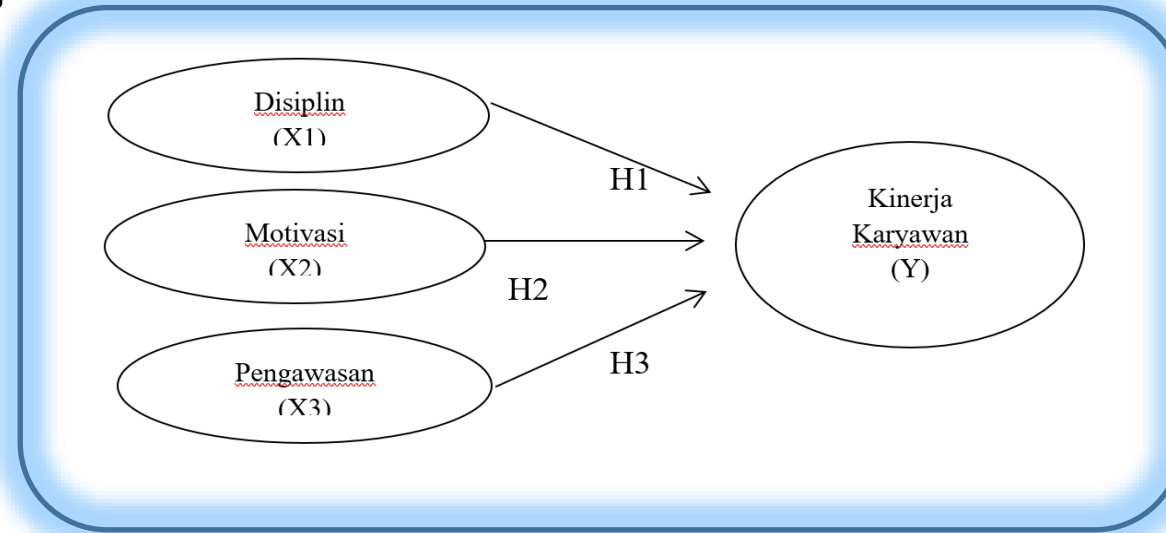 Disiplin
(X1)
H1
Motivasi
(X2)
H2
Pengawasan
(X3)
H3
Kinerja
Karyawan
(Y)